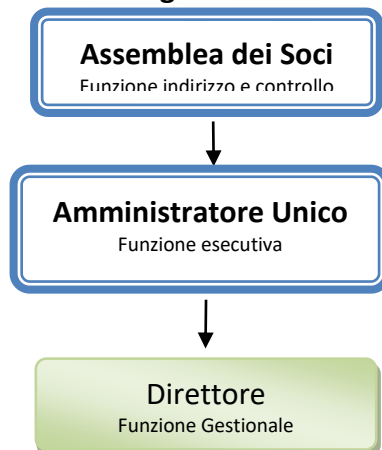 Assemblea dei Soci
Funzione indirizzo e controllo
Amministratore Unico
Funzione esecutiva
Direttore
Funzione Gestionale